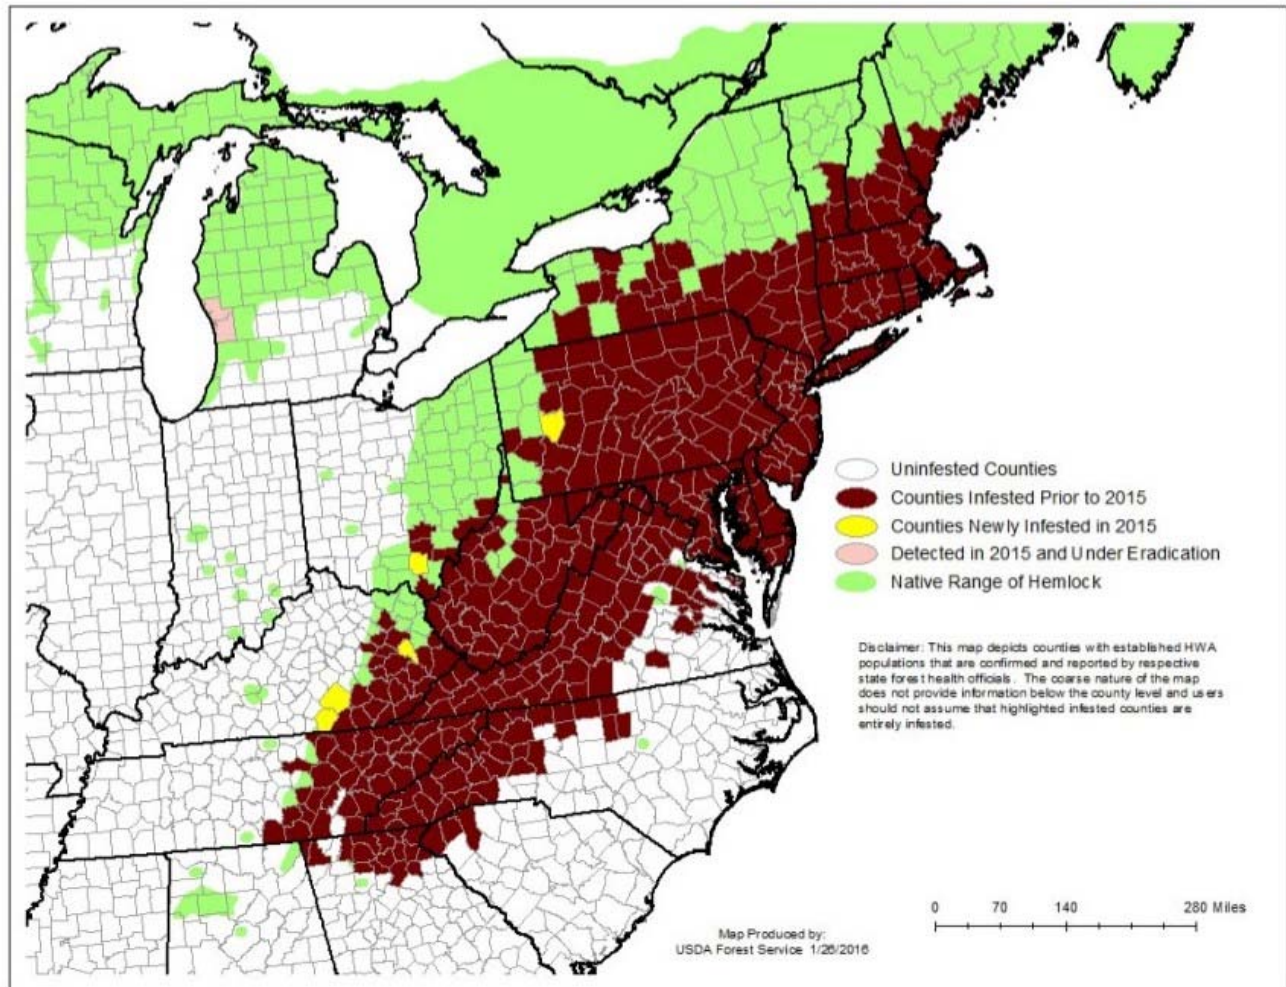 Uninfested Counties
Counties Infested Prior to 2015
Counties Newly Infested in 2015
Detected in 2015 and Under Eradication
Native Range of Hemlock
Disclaimer: This map depicts counties with established HWA
populations that are confirmed and reported by respective
state forest health officials. The coarse nature of the map
does not provide information below the county level and users
should not assume that highlighted infested counties are
entirely infested.
0 70 140 280 Miles
Map Produced by:
USDA Forest Service 1/26/2016